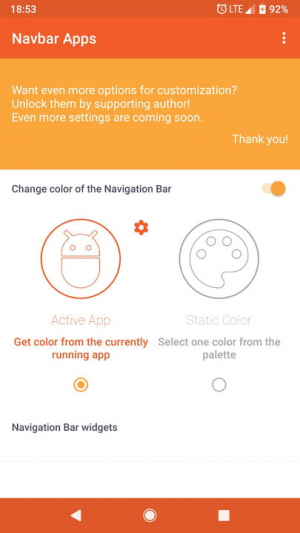 18:53 LTE 92%
Navbar Apps
Want even more options for customization?
Unlock them by supporting author!
Even more settings are coming soon.
Thank you!
Change color of the Navigation Bar
Active App
Static Color
Get color from the currently
running app
Select one color from the
palette
Navigation Bar widgets